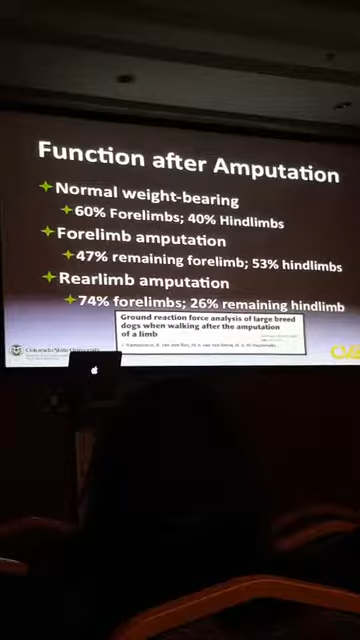 Function after Amputation
Normal weight-bearing
60% Forelimbs; 40% Hindlimbs
Forelimb amputation
47% remaining forelimb; 53% hindlimbs
Rearlimb amputation
74% forelimbs; 26% remaining hindlimb
Ground reaction force analysis of large breed
dogs when walking after the amputation
of a limb
Colorado State University